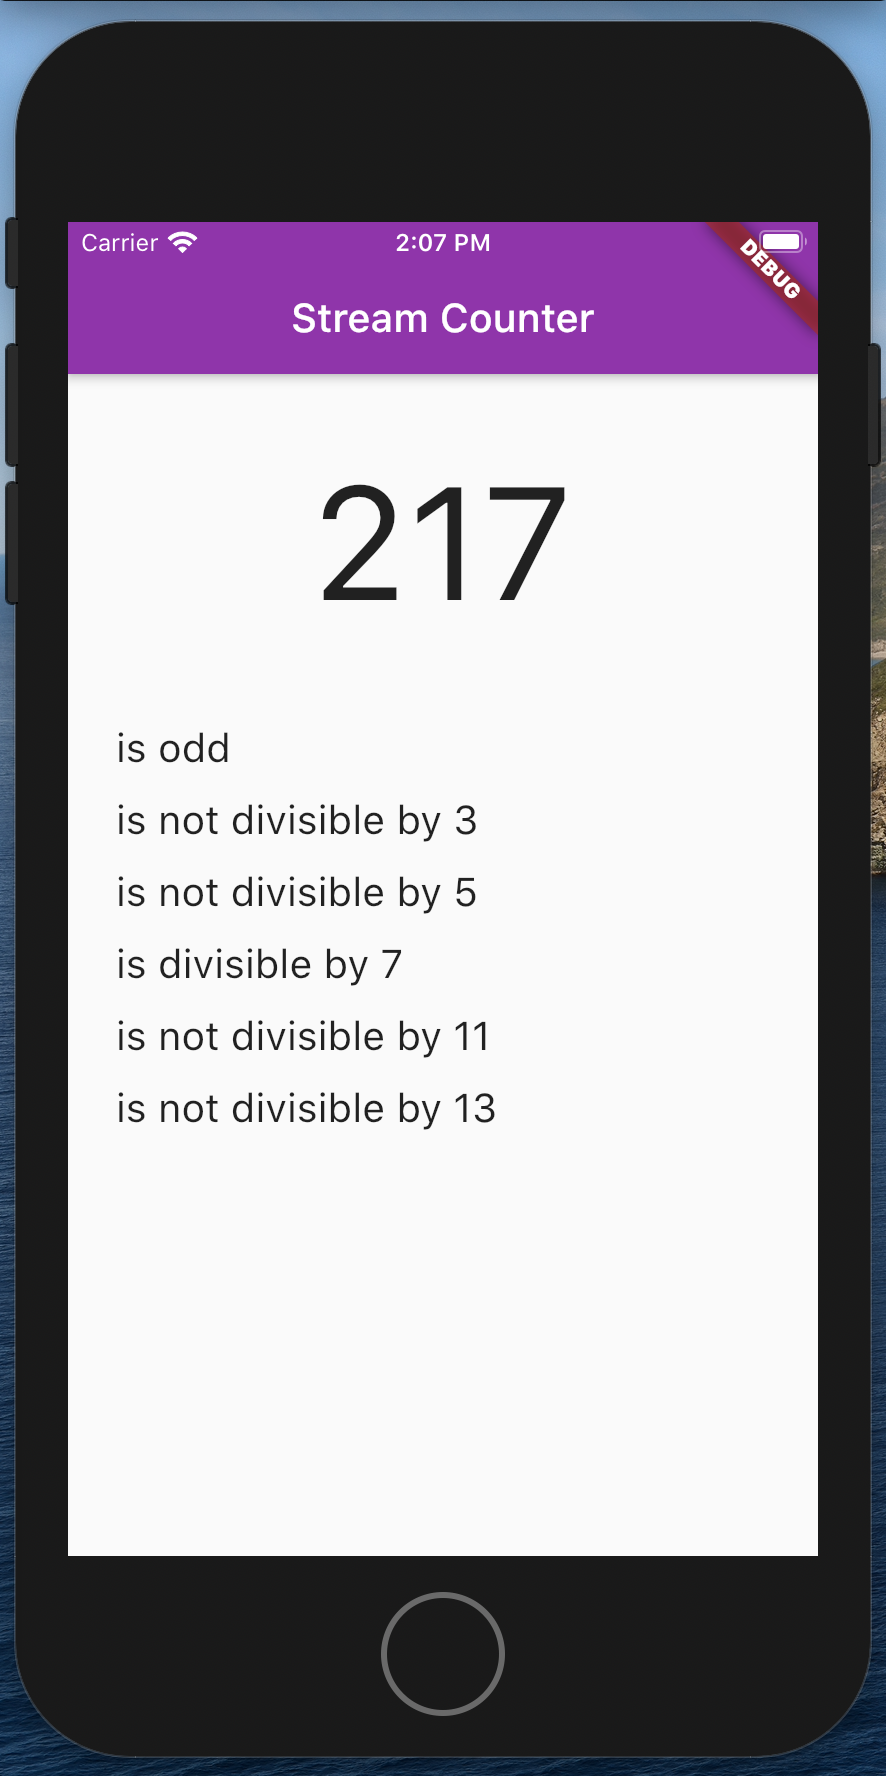 Carrier 2:07 PM
DEBUG
Stream Counter
217
is odd
is not divisible by 3
is not divisible by 5
is divisible by 7
is not divisible by 11
is not divisible by 13